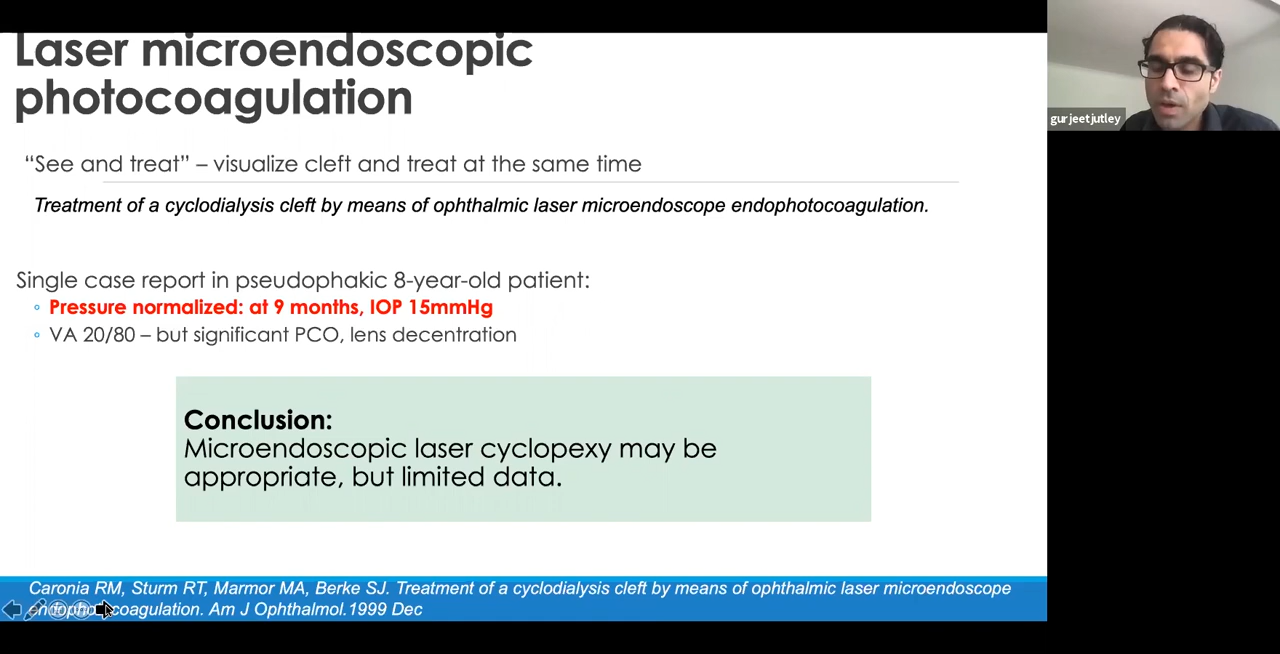 Laser microendoscopic
photocoagulation
“See and treat” – visualize cleft and treat at the same time
Treatment of a cyclodialysis cleft by means of ophthalmic laser microendoscope endophotocoagulation.
Single case report in pseudophakic 8-year-old patient:
Pressure normalized: at 9 months, IOP 15mmHg
VA 20/80 – but significant PCO, lens decentration
Conclusion:
Microendoscopic laser cyclopexy may be
appropriate, but limited data.
Caronia RM, Sturm RT, Marmor MA, Berke SJ. Treatment of a cyclodialysis cleft by means of ophthalmic laser microendoscope
endophotocoagulation. Am J Ophthalmol.1999 Dec
gurjeetjutley